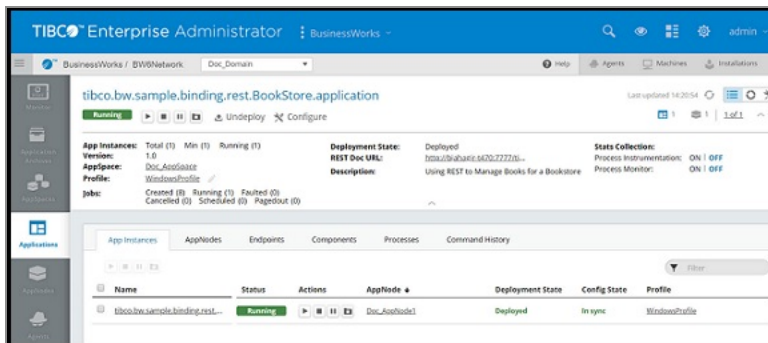 TIBCO™ Enterprise Administrator BusinessWorks admin
BusinessWorks / BW6Network Doc_Domain Help Agents Machines Installations
tibco.bw.sample.binding.rest.BookStore.application Last updated 14:20:54
Running Undeploy Configure 1 1 1 of 1
App Instances: Total (1) Min (1) Running (1) Deployment State: Deployed Stats Collection:
Version: 1.0 REST Doc URL: Process Instrumentation: ON | OFF
AppSpace: Doc_AppSpace Description: Using REST to Manage Books for a Bookstore Process Monitor: ON | OFF
Profile: WindowsProfile
Jobs: Created (8) Running (1) Faulted (0)
Cancelled (0) Scheduled (0) Pagedout (0)
Monitor
Application Archives
AppSpaces
Applications
AppNodes
Agents
App Instances AppNodes Endpoints Components Processes Command History
Filter
Name Status Actions AppNode Deployment State Config State Profile
tibco.bw.sample.binding.rest.... Running Doc_AppNode1 Deployed In sync WindowsProfile